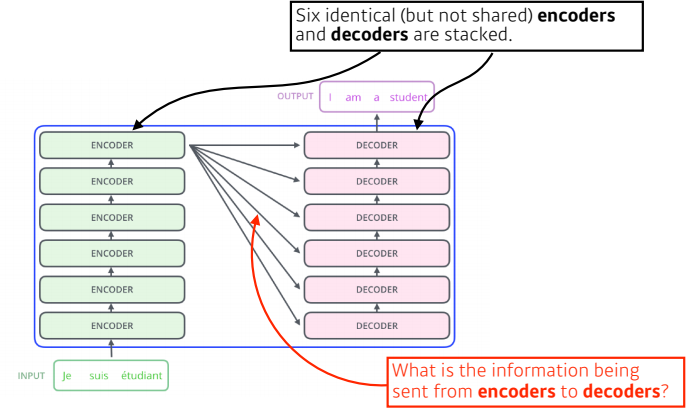 Six identical (but not shared) encoders
and decoders are stacked.
OUTPUT I am a student
ENCODER DECODER
ENCODER DECODER
ENCODER DECODER
ENCODER DECODER
ENCODER DECODER
ENCODER DECODER
INPUT Je suis étudiant
What is the information being
sent from encoders to decoders?